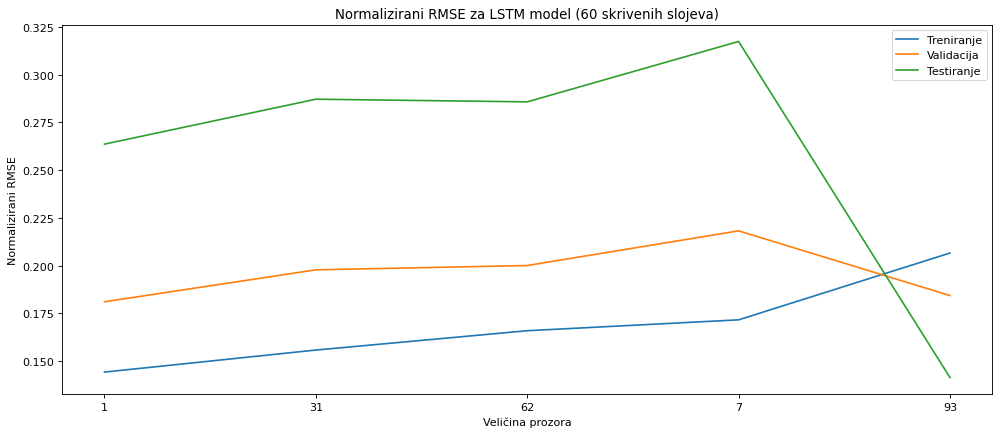 Normalizirani RMSE za LSTM model (60 skrivenih slojeva)
Treniranje
Validacija
Testiranje
Normalizirani RMSE
0.325
0.300
0.275
0.250
0.225
0.200
0.175
0.150
1 31 62 7 93
Veličina prozora